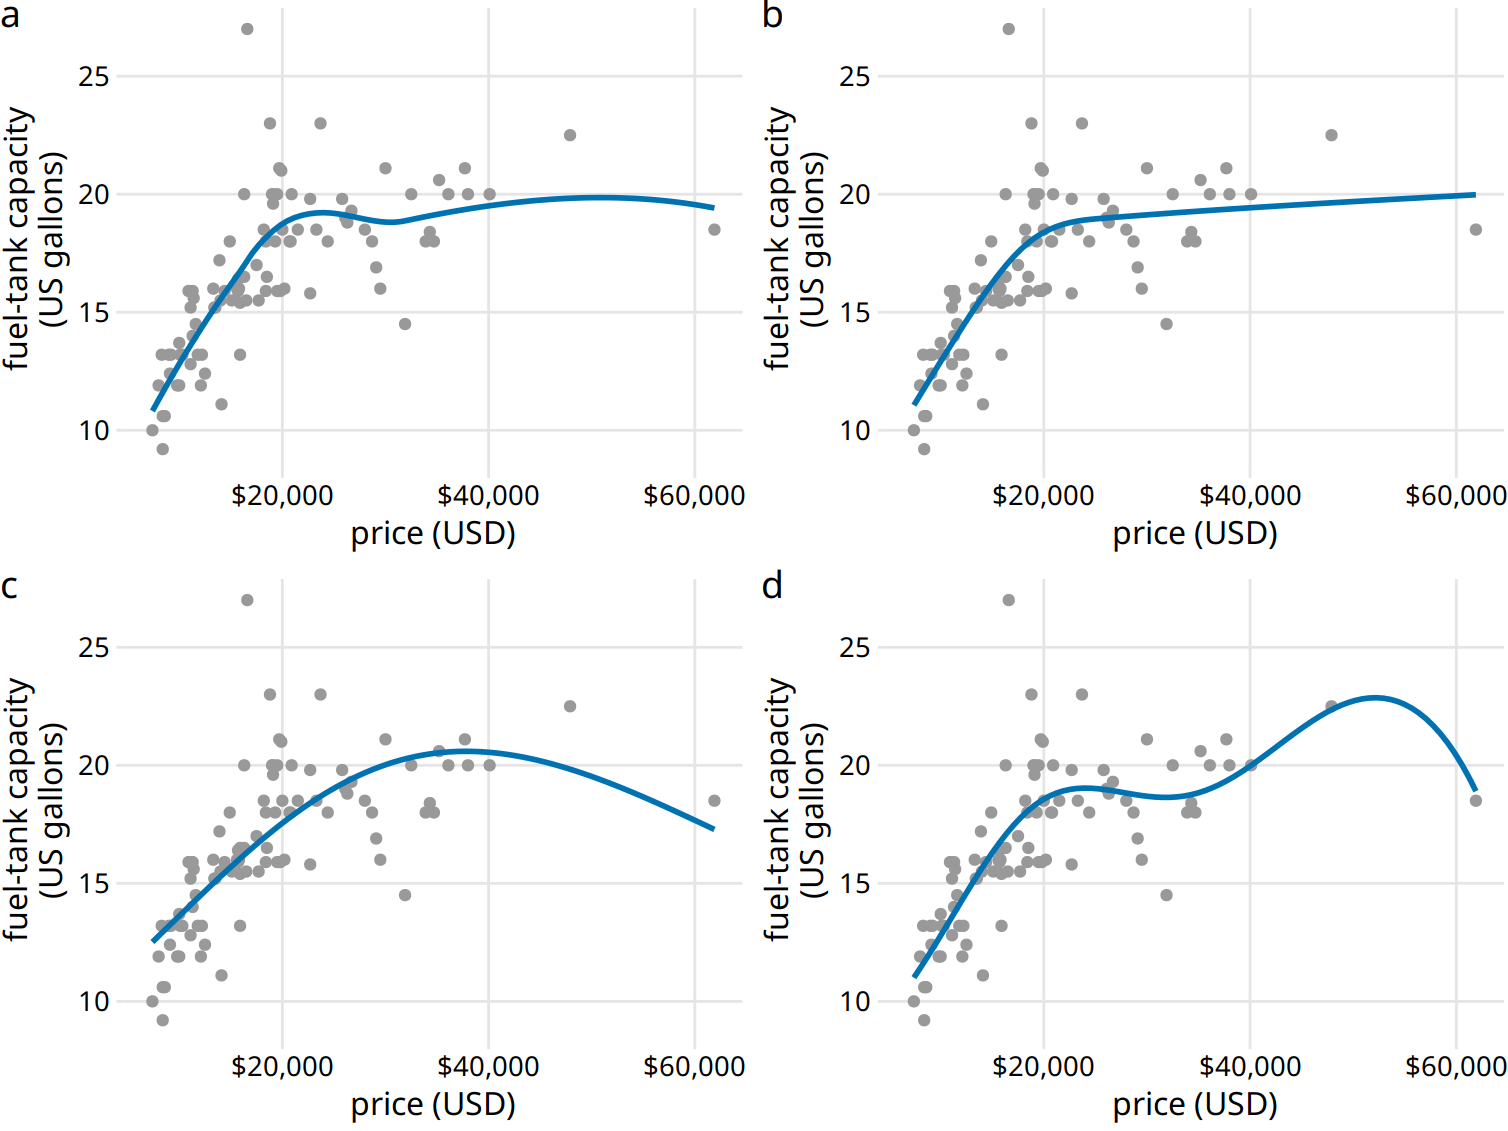 a
fuel-tank capacity
(US gallons)
25
20
15
10
$20,000 $40,000 $60,000
price (USD)
b
fuel-tank capacity
(US gallons)
25
20
15
10
$20,000 $40,000 $60,000
price (USD)
c
fuel-tank capacity
(US gallons)
25
20
15
10
$20,000 $40,000 $60,000
price (USD)
d
fuel-tank capacity
(US gallons)
25
20
15
10
$20,000 $40,000 $60,000
price (USD)